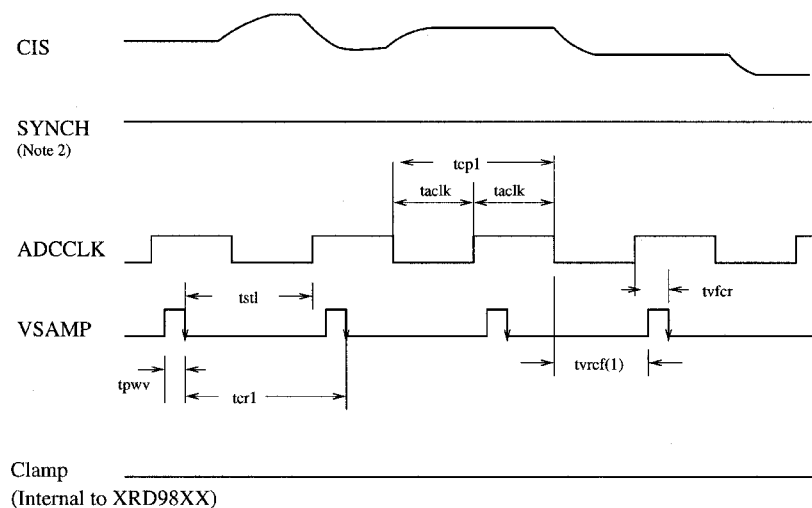 CIS
SYNCH
(Note 2)
tcp1
taclk taclk
ADCCLK
tstl
tvfcr
VSAMP
tpwv
tcr1
tvrcf(1)
Clamp
(Internal to XRD98XX)